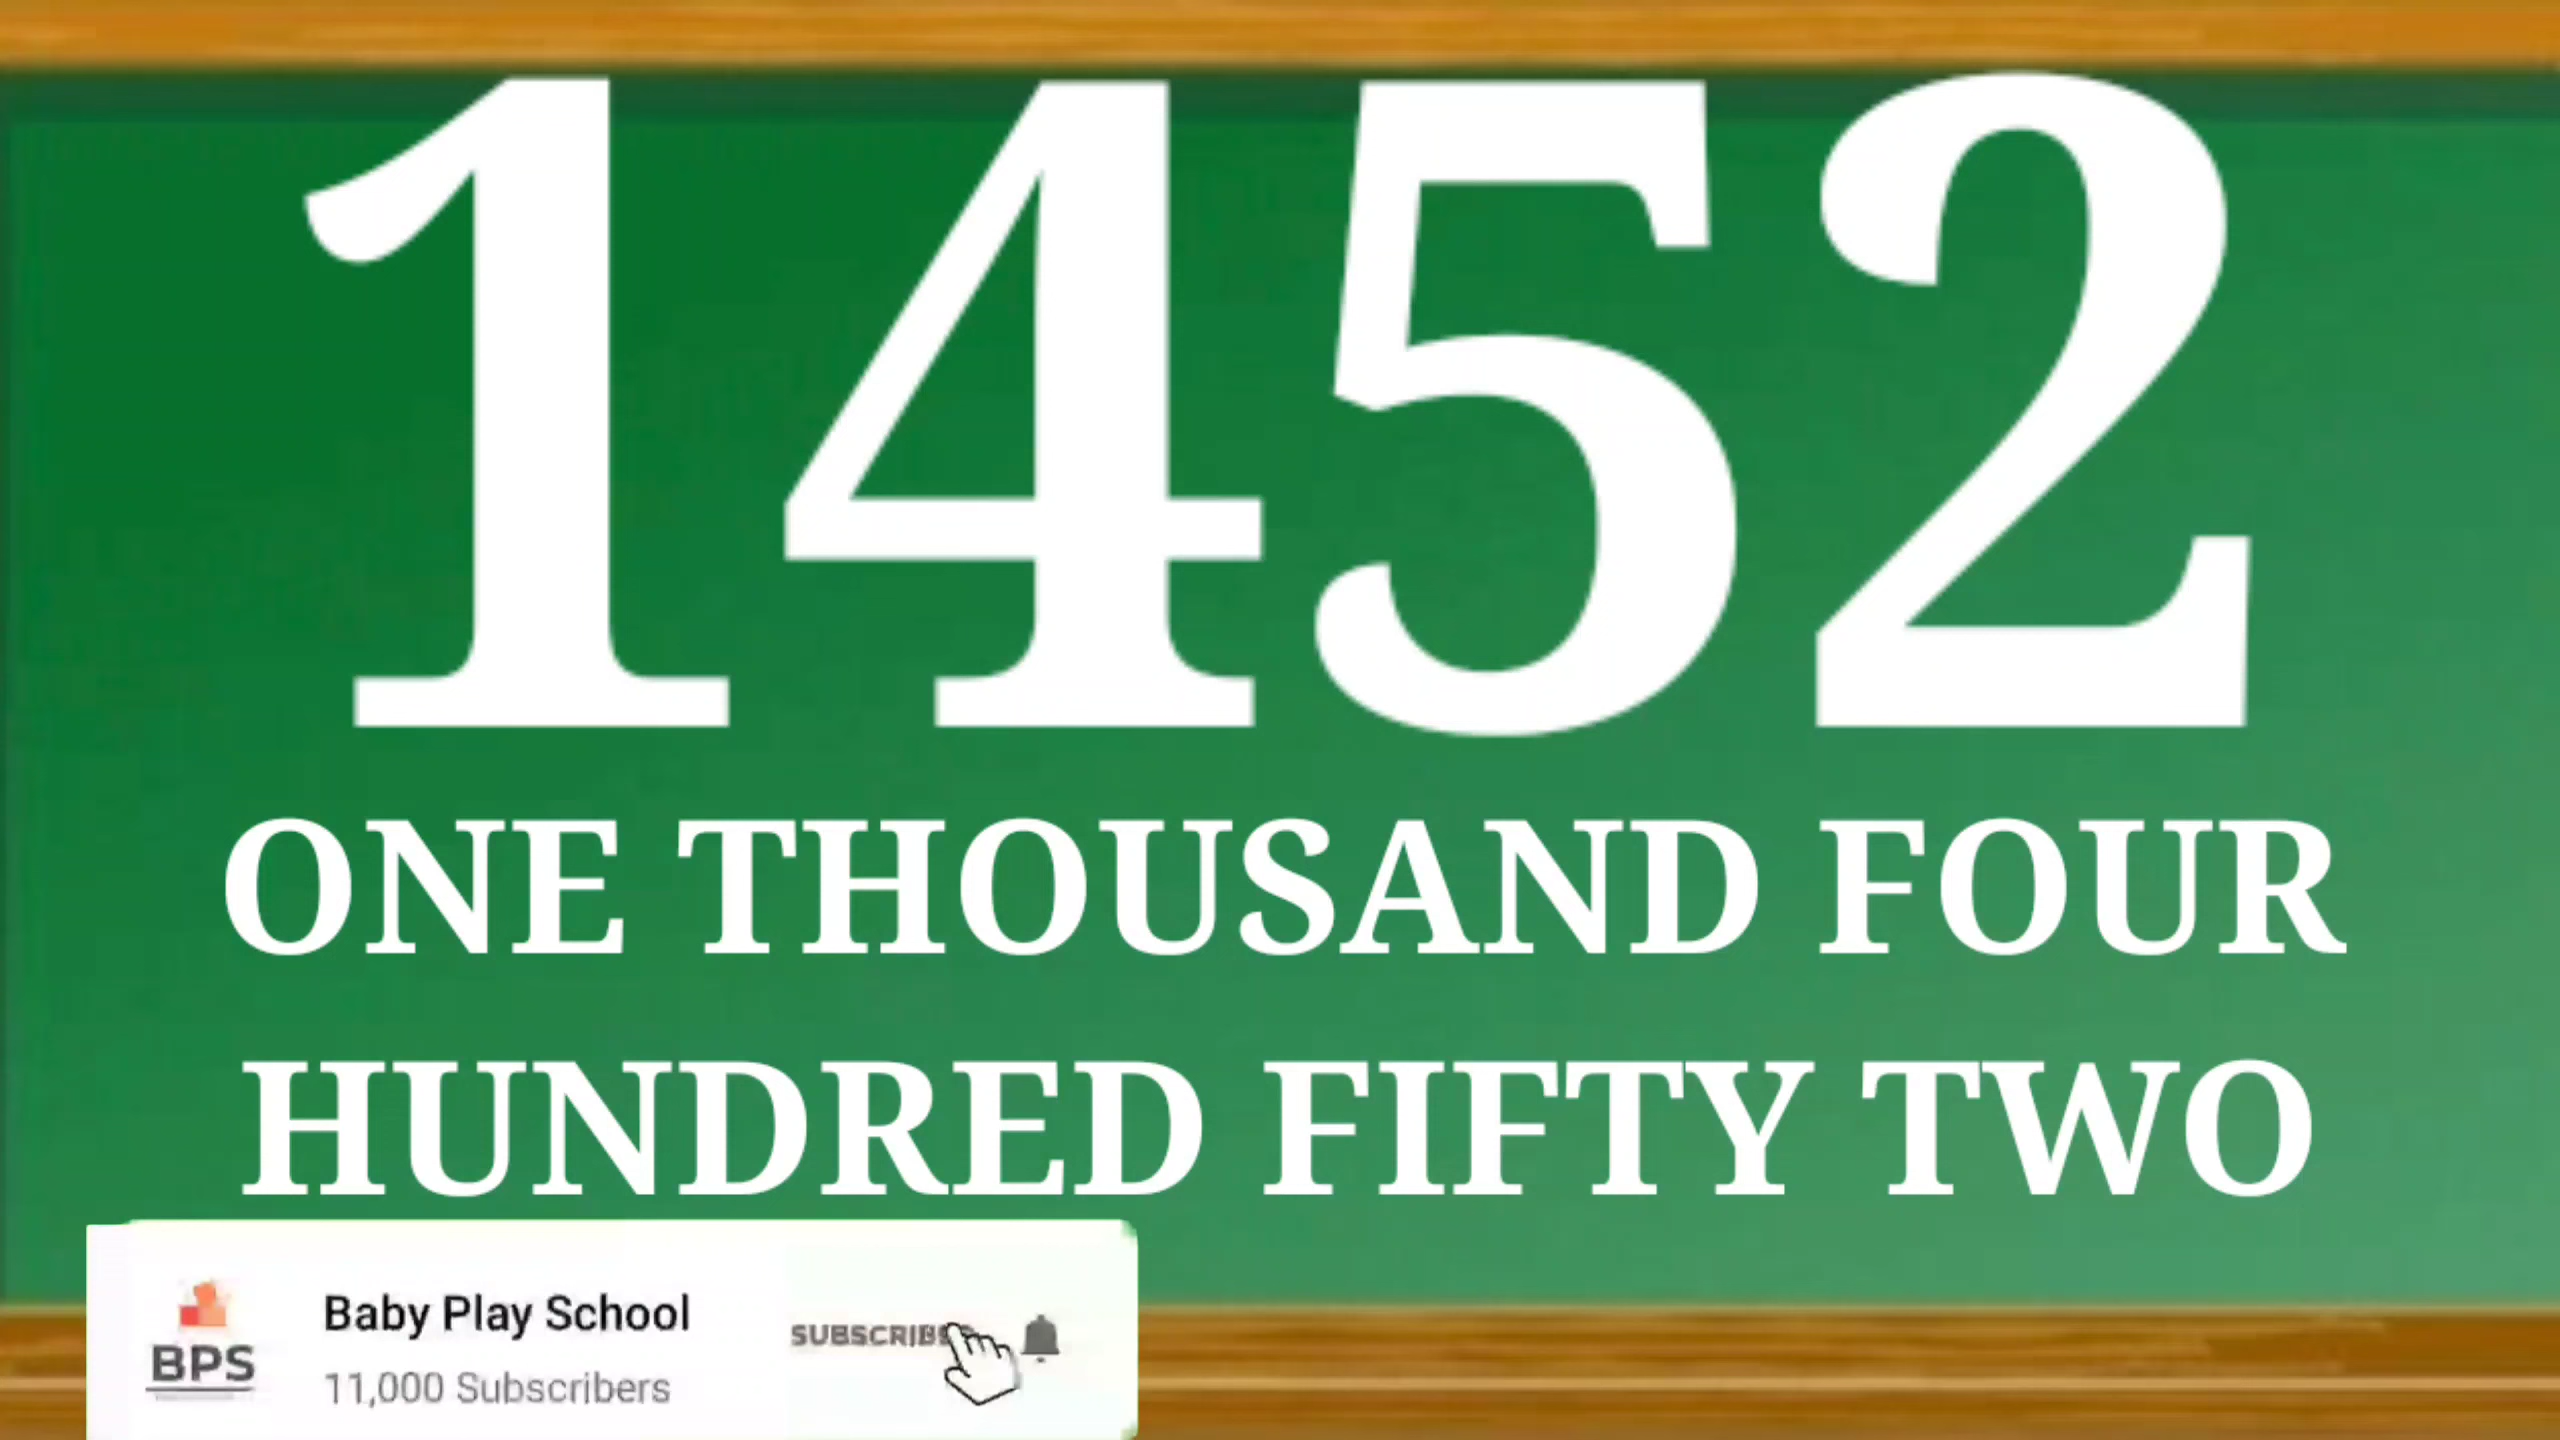 1452
ONE THOUSAND FOUR
HUNDRED FIFTY TWO
Baby Play School
BPS
11,000 Subscribers